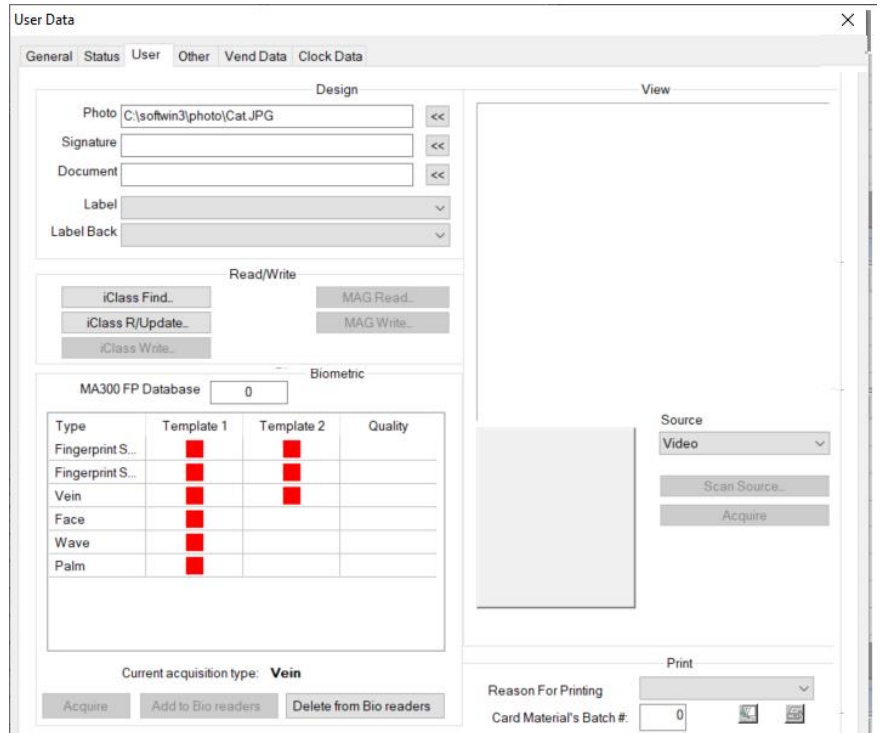 User Data
General Status User Other Vend Data Clock Data
Design
Photo C:\softwin3\photo\Cat.JPG <<
Signature <<
Document <<
Label
Label Back
Read/Write
iClass Find..
MAG Read..
iClass R/Update..
MAG Write..
iClass Write..
Biometric
MA300 FP Database 0
Type Template 1 Template 2 Quality
Fingerprint S...
Fingerprint S...
Vein
Face
Wave
Palm
Current acquisition type: Vein
Acquire Add to Bio readers Delete from Bio readers
View
Source
Video
Scan Source..
Acquire
Print
Reason For Printing
Card Material's Batch #: 0